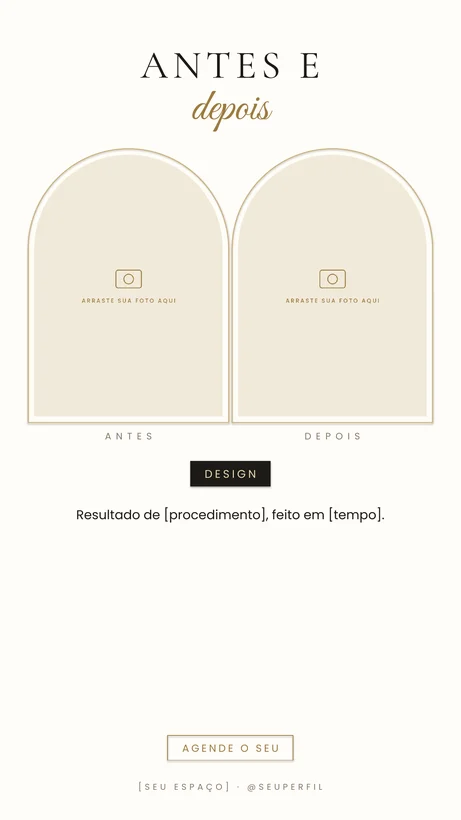 ANTES E
depois
ARRASTE SUA FOTO AQUI
ARRASTE SUA FOTO AQUI
ANTES
DEPOIS
DESIGN
Resultado de [procedimento], feito em [tempo].
AGENDE O SEU
[SEU ESPAÇO] · @SEUPERFIL